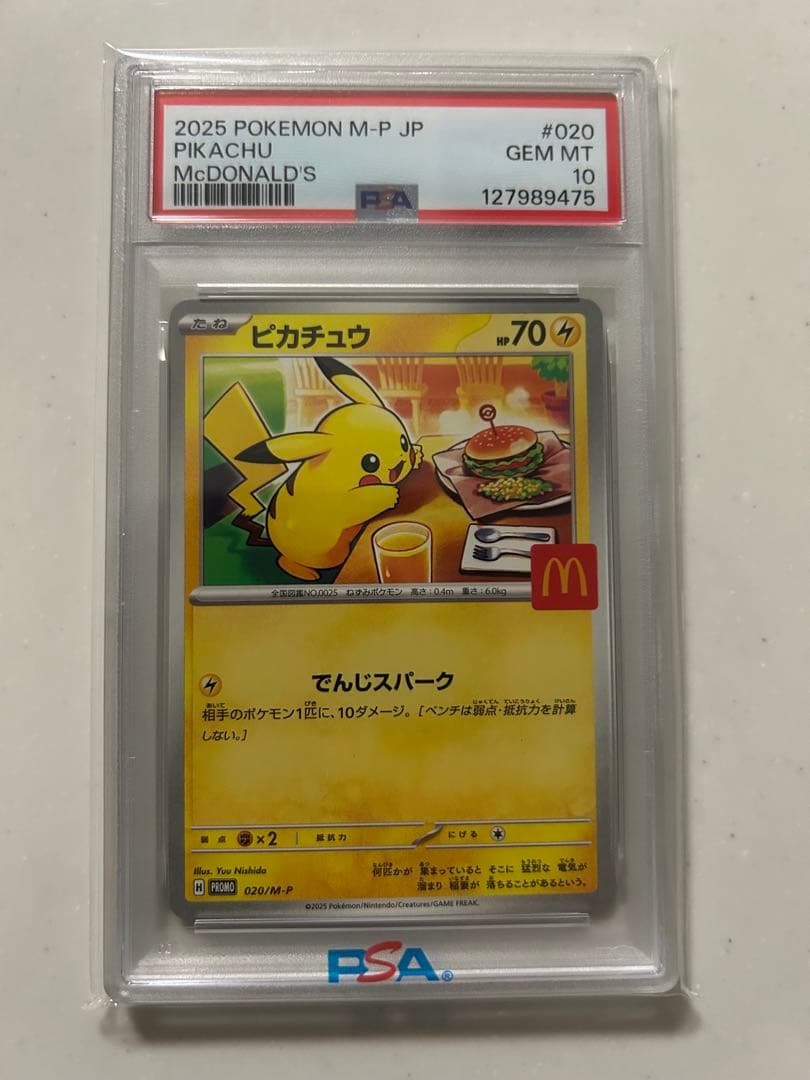 2025 POKEMON M-P JP #020
PIKACHU GEM MT
McDONALD'S 10
PSA 127989475
たね ピカチュウ HP 70
M
全国図鑑NO.0025 ねずみポケモン 高さ:0.4m 重さ:6.0kg
でんじスパーク
相手のポケモン1匹に、10ダメージ。[ベンチは弱点・抵抗力を計算
しない。]
弱点 ×2 抵抗力 にげる
Illus. Yuu Nishida
何匹かが 集まっていると そこに 猛烈な 電気が
溜まり 稲妻が 落ちることがあるという。
H PROMO 020/M-P
©2025 Pokémon/Nintendo/Creatures/GAME FREAK.
PSA®